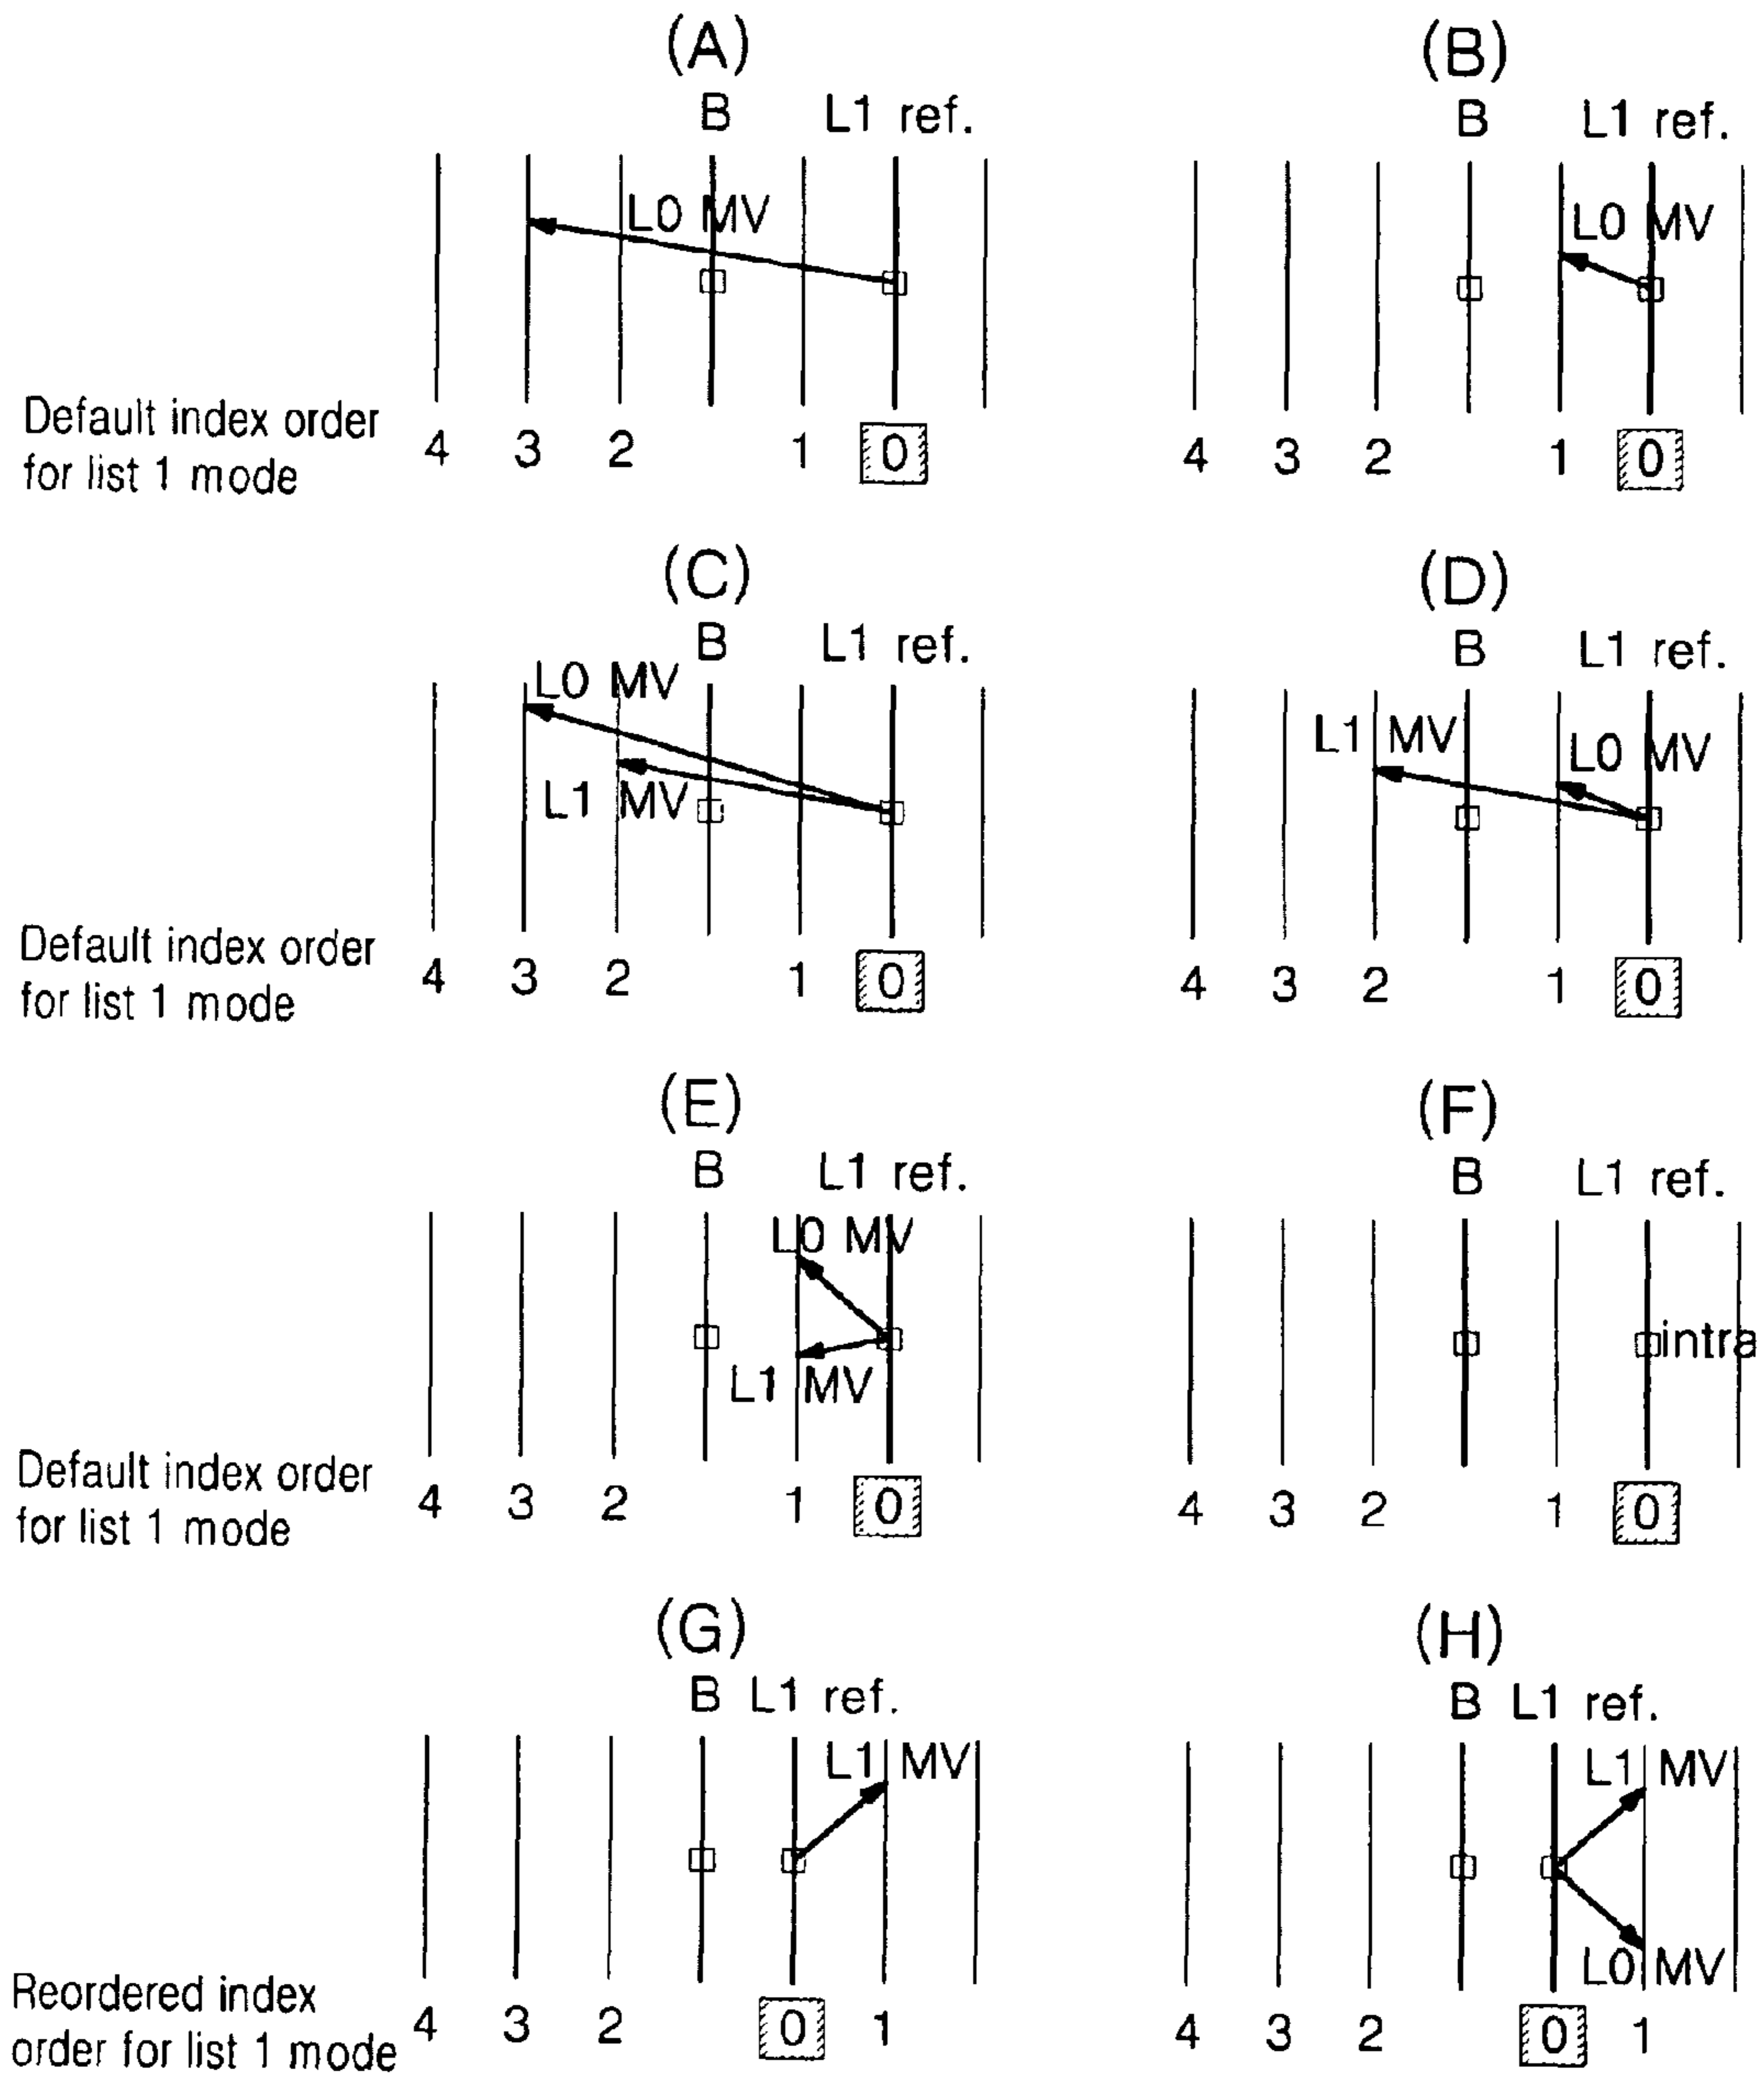 (A) (B)
B L1 ref. B L1 ref.
L0 MV L0 MV
Default index order
for list 1 mode
4 3 2 1 0 4 3 2 1 0
(C) (D)
B L1 ref. B L1 ref.
L0 MV
L1 MV L0 MV
L1 MV
Default index order
for list 1 mode
4 3 2 1 0 4 3 2 1 0
(E) (F)
B L1 ref. B L1 ref.
L0 MV
intra
L1 MV
Default index order
for list 1 mode
4 3 2 1 0 4 3 2 1 0
(G) (H)
B L1 ref. B L1 ref.
L1 MV L1 MV
L0 MV
Reordered index
order for list 1 mode
4 3 2 0 1 4 3 2 0 1